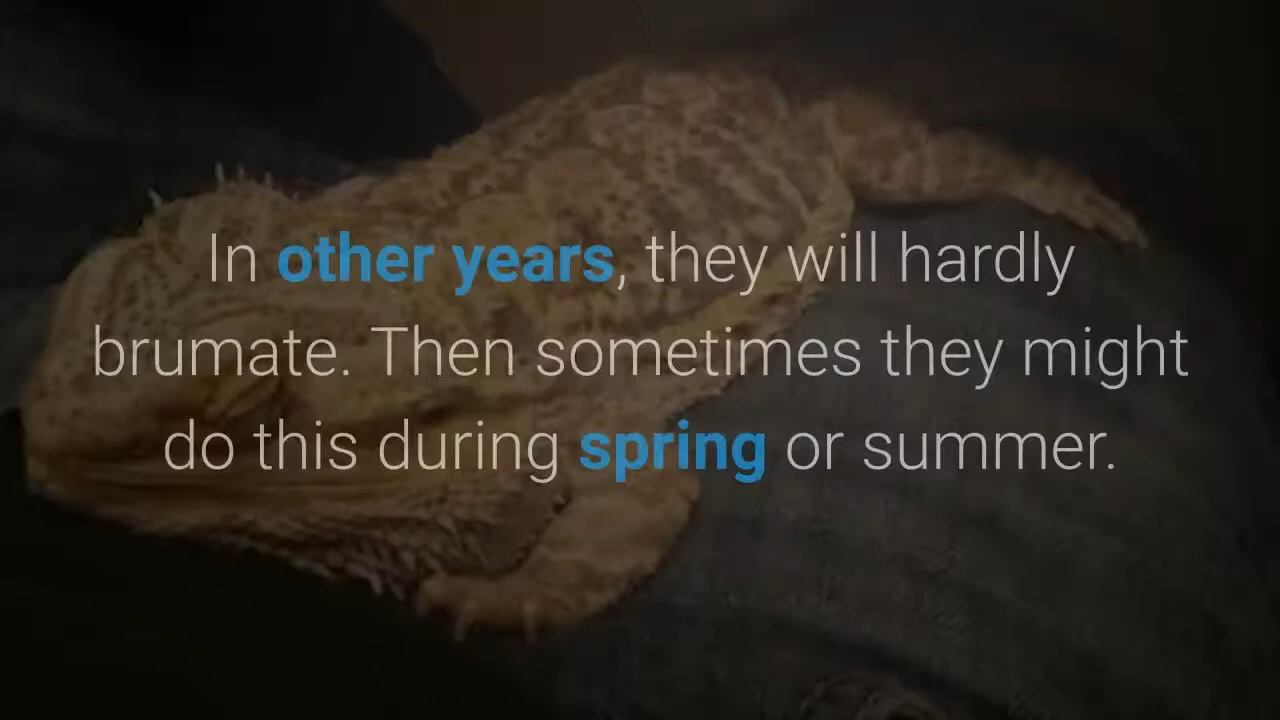 In other years, they will hardly
brumate. Then sometimes they might
do this during spring or summer.